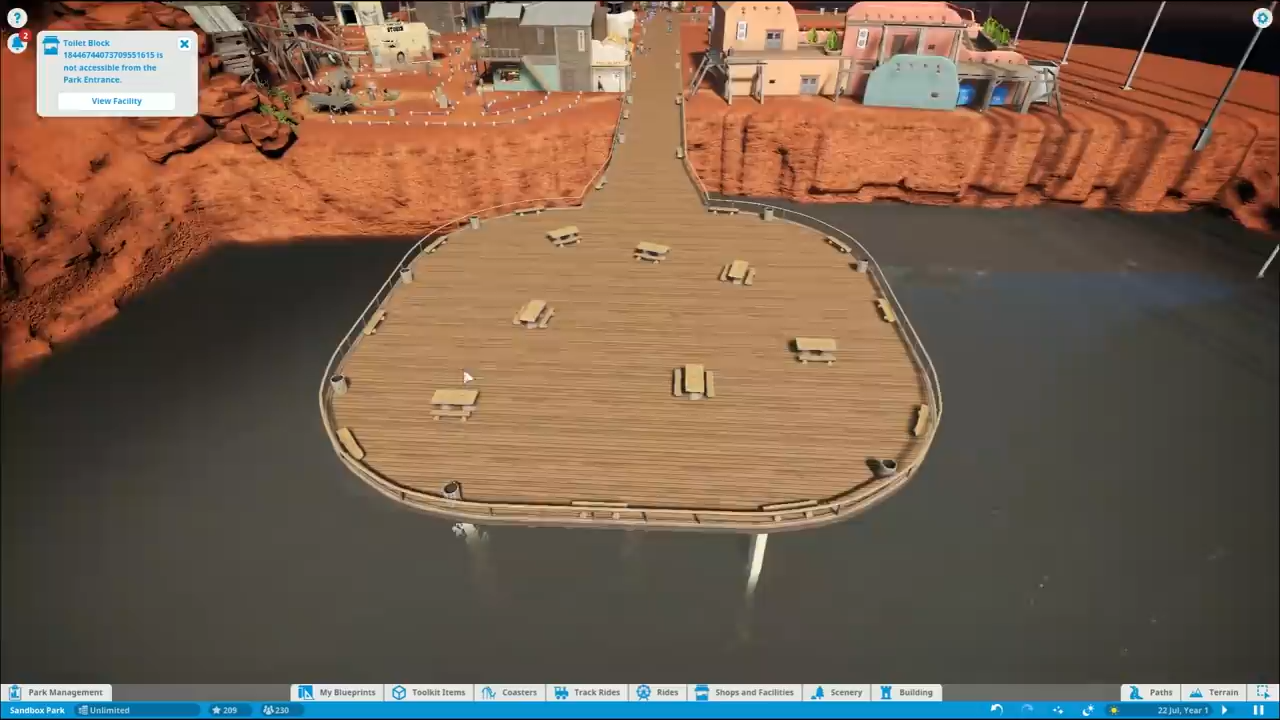 ?
2
Toilet Block
18446744073709551615 is
not accessible from the
Park Entrance.
View Facility
Park Management
My Blueprints
Toolkit Items
Coasters
Track Rides
Rides
Shops and Facilities
Scenery
Building
Paths
Terrain
Sandbox Park
Unlimited
209
230
22 Jul, Year 1